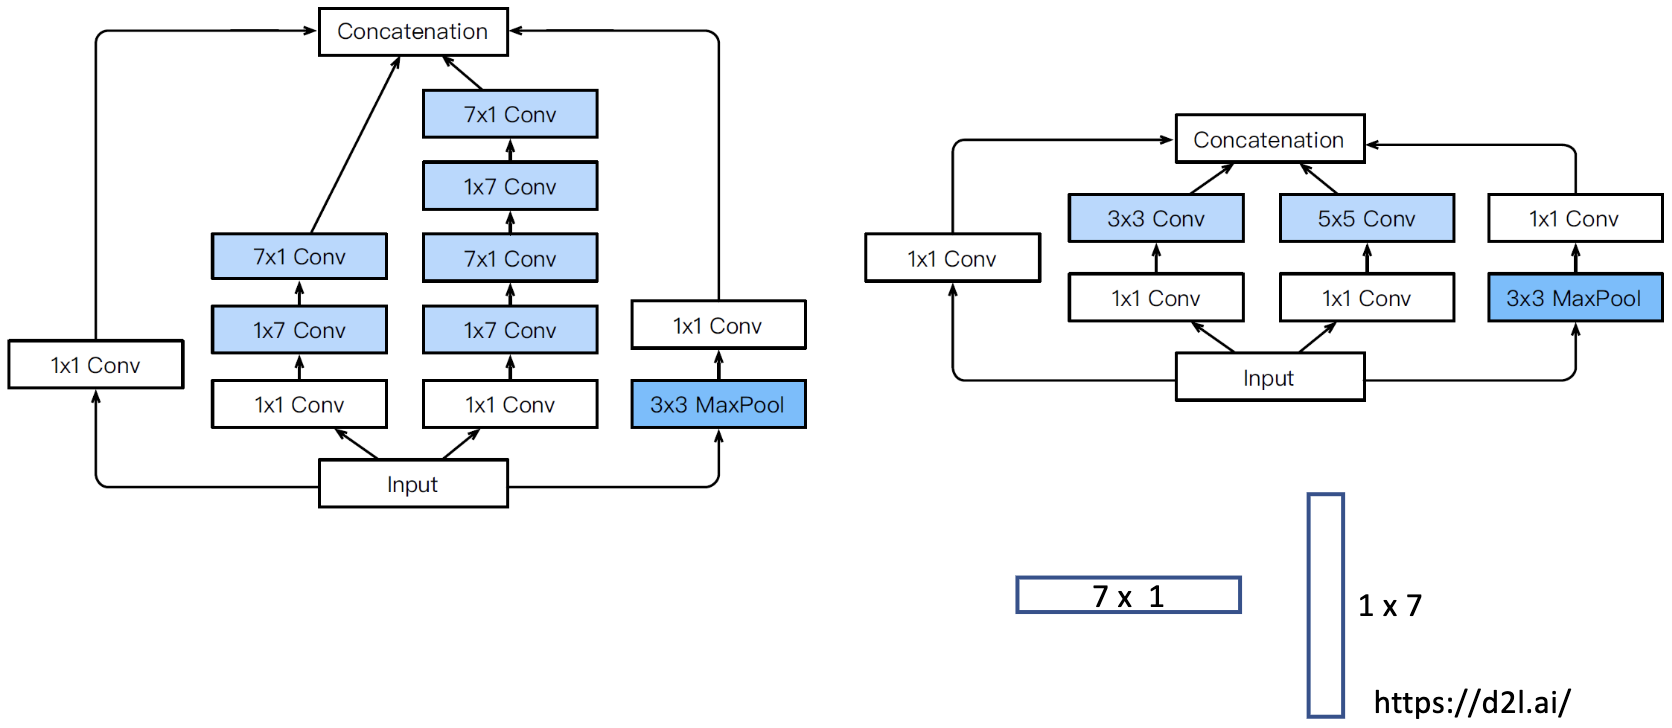 Concatenation
7x1 Conv
1x7 Conv
7x1 Conv
7x1 Conv
1x7 Conv
1x7 Conv
1x1 Conv
1x1 Conv
1x1 Conv
1x1 Conv
3x3 MaxPool
Input
Concatenation
3x3 Conv
5x5 Conv
1x1 Conv
1x1 Conv
1x1 Conv
1x1 Conv
3x3 MaxPool
Input
7 x 1
1 x 7
https://d2l.ai/